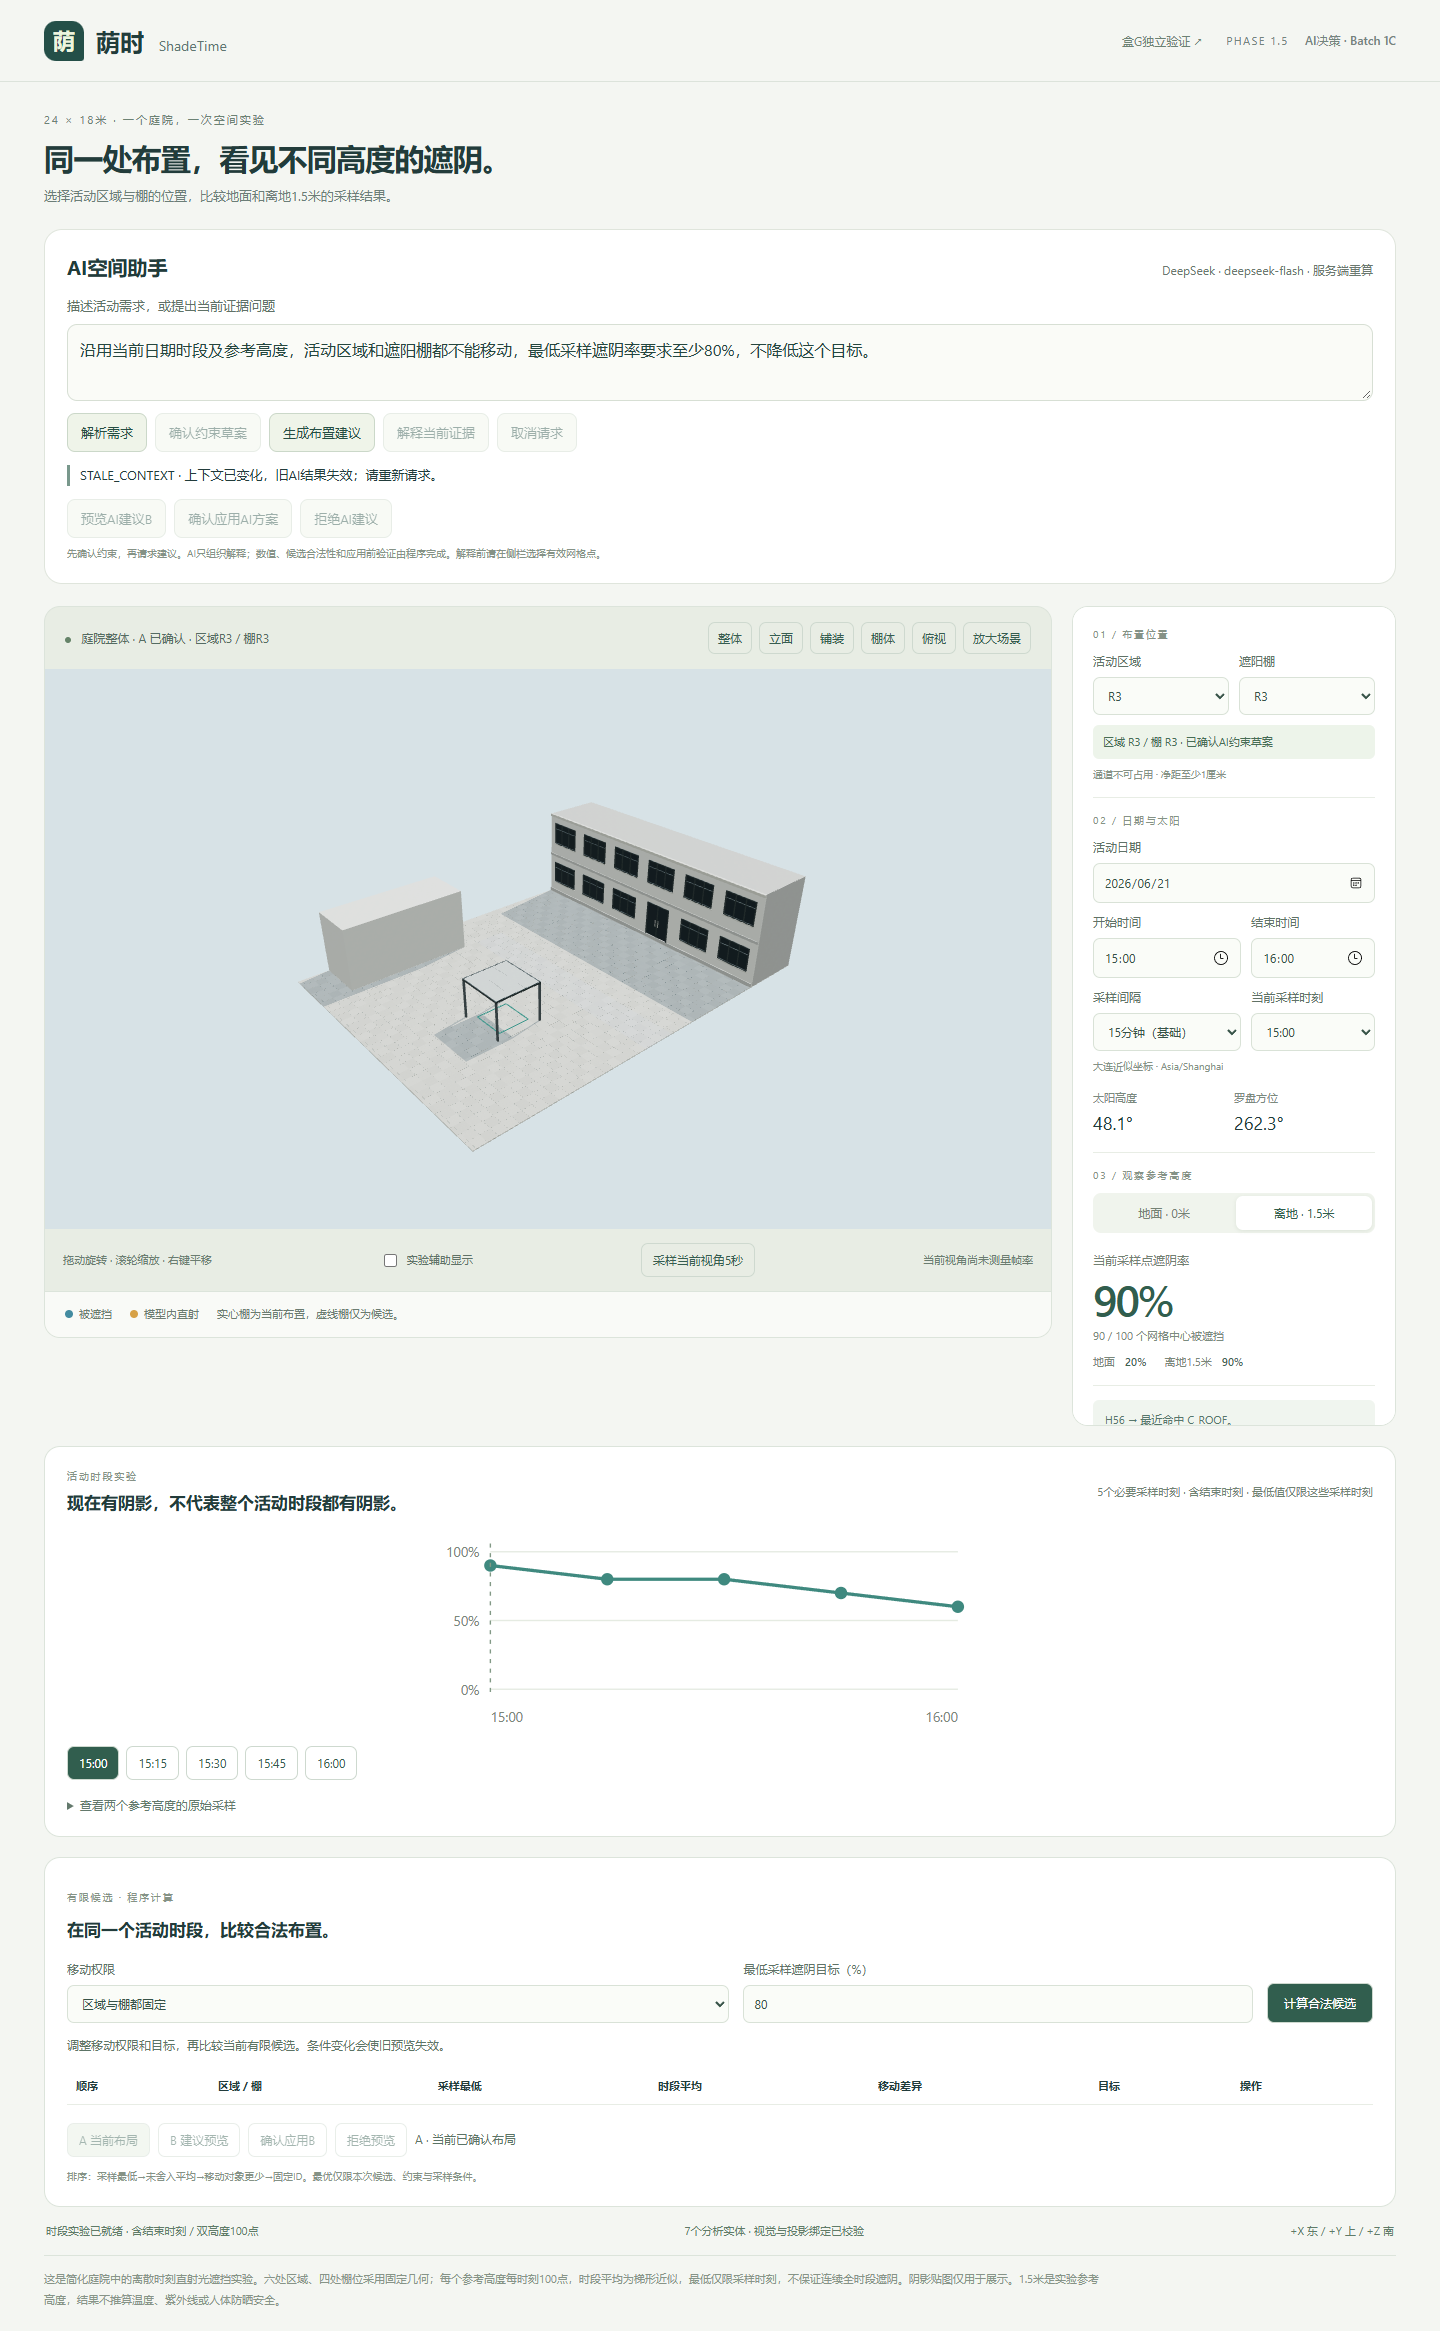 荫 荫时 ShadeTime
盒G独立验证 ↗ PHASE 1.5 AI决策 · Batch 1C
24 × 18米 · 一个庭院，一次空间实验
同一处布置，看见不同高度的遮阴。
选择活动区域与棚的位置，比较地面和离地1.5米的采样结果。
AI空间助手
DeepSeek · deepseek-flash · 服务端重算
描述活动需求，或提出当前证据问题
沿用当前日期时段及参考高度，活动区域和遮阳棚都不能移动，最低采样遮阴率要求至少80%，不降低这个目标。
解析需求 确认约束草案 生成布置建议 解释当前证据 取消请求
STALE_CONTEXT · 上下文已变化，旧AI结果失效；请重新请求。
预览AI建议B 确认应用AI方案 拒绝AI建议
先确认约束，再请求建议。AI只组织解释；数值、候选合法性和应用前验证由程序完成。解释前请在侧栏选择有效网格点。
庭院整体 · A 已确认 · 区域R3 / 棚R3
整体 立面 铺装 棚体 俯视 放大场景
拖动旋转 · 滚轮缩放 · 右键平移
实验辅助显示
采样当前视角5秒
当前视角尚未测量帧率
被遮挡 模型内直射 实心棚为当前布置，虚线棚仅为候选。
01 / 布置位置
活动区域 遮阳棚
R3 R3
区域 R3 / 棚 R3 · 已确认AI约束草案
通道不可占用 · 净距至少1厘米
02 / 日期与太阳
活动日期
2026/06/21
开始时间 结束时间
15:00 16:00
采样间隔 当前采样时刻
15分钟（基础） 15:00
大连近似坐标 · Asia/Shanghai
太阳高度 罗盘方位
48.1° 262.3°
03 / 观察参考高度
地面 · 0米 离地 · 1.5米
当前采样点遮阴率
90%
90 / 100 个网格中心被遮挡
地面 20% 离地1.5米 90%
H56 → 最近命中 C ROOF。
活动时段实验
现在有阴影，不代表整个活动时段都有阴影。
5个必要采样时刻 · 含结束时刻 · 最低值仅限这些采样时刻
100%
50%
0%
15:00 16:00
15:00 15:15 15:30 15:45 16:00
▶ 查看两个参考高度的原始采样
有限候选 · 程序计算
在同一个活动时段，比较合法布置。
移动权限 最低采样遮阴目标（%）
区域与棚都固定 80 计算合法候选
调整移动权限和目标，再比较当前有限候选。条件变化会使旧预览失效。
顺序 区域 / 棚 采样最低 时段平均 移动差异 目标 操作
A 当前布局 B 建议预览 确认应用B 拒绝预览 A · 当前已确认布局
排序：采样最低→未舍入平均→移动对象更少→固定ID。最优仅限本次候选、约束与采样条件。
时段实验已就绪 · 含结束时刻 / 双高度100点
7个分析实体 · 视觉与投影绑定已校验
+X 东 / +Y 上 / +Z 南
这是简化庭院中的离散时刻直射光遮挡实验。六处区域、四处棚位采用固定几何；每个参考高度每时刻100点，时段平均为梯形近似，最低仅限采样时刻，不保证连续全时段遮阴。阴影贴图仅用于展示。1.5米是实验参考
高度，结果不推算温度、紫外线或人体防晒安全。